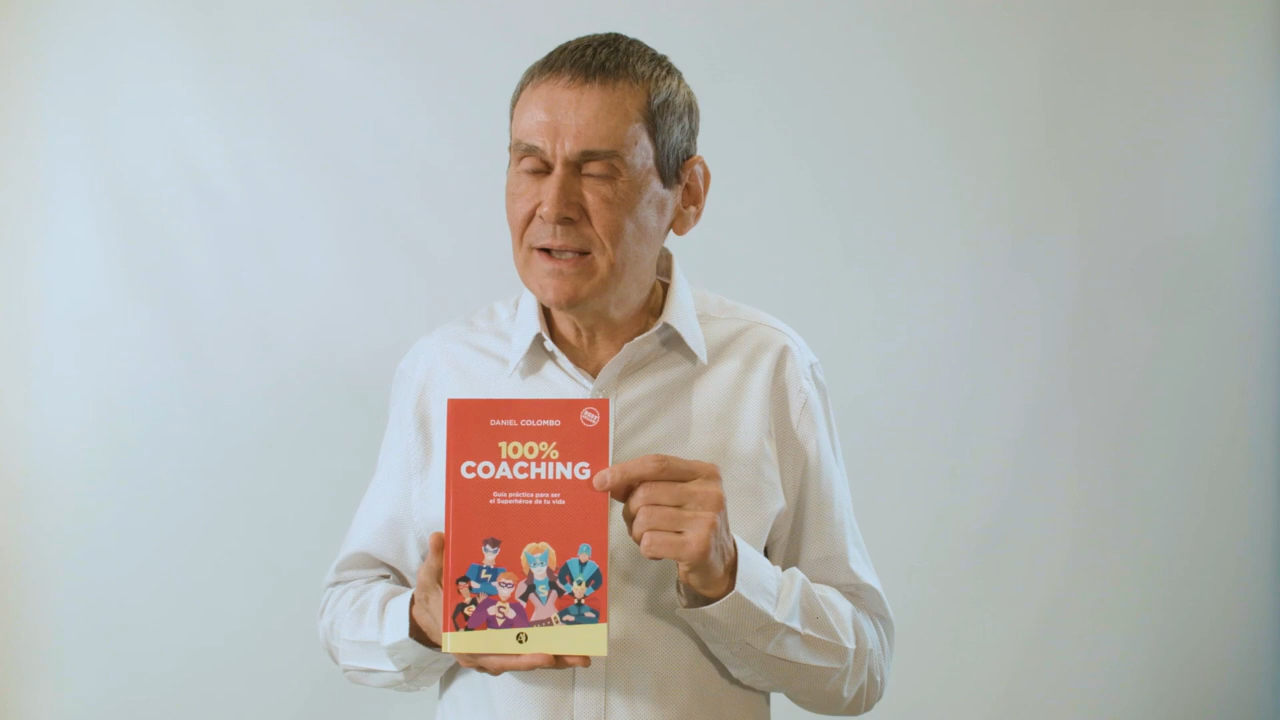 DANIEL COLOMBO
100%
COACHING
Guía práctica para ser
el Superhéroe de tu vida